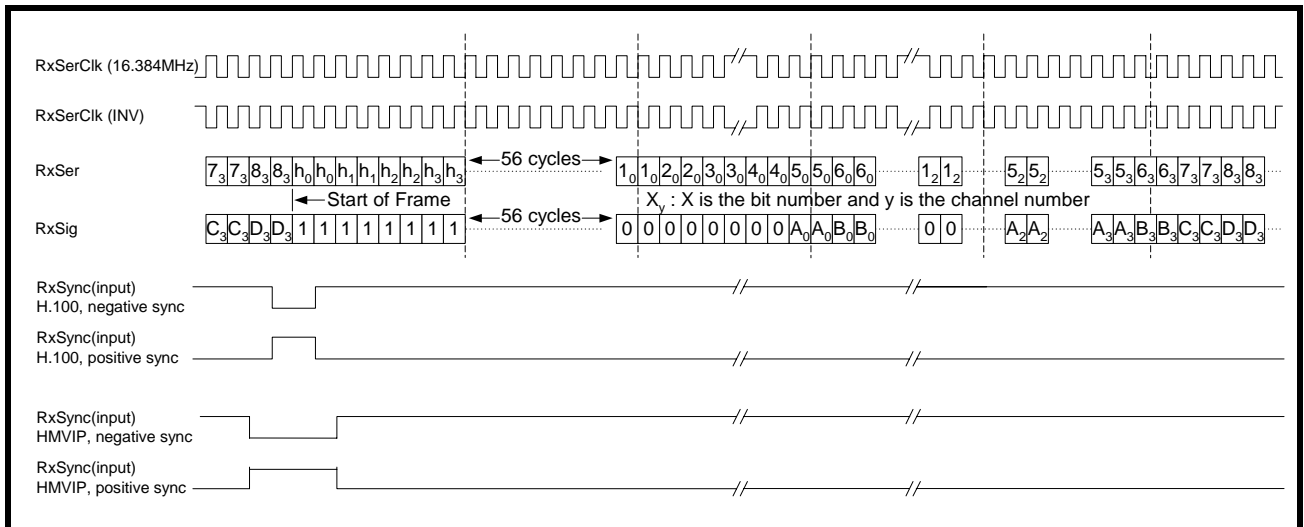 RxSerClk (16.384MHz)
RxSerClk (INV)
RxSer 7₃ 7₃ 8₃ 8₃ h₀ h₀ h₁ h₁ h₂ h₂ h₃ h₃ 56 cycles 1₀ 1₀ 2₀ 2₀ 3₀ 3₀ 4₀ 4₀ 5₀ 5₀ 6₀ 6₀ 1₂ 1₂ 5₂ 5₂ 5₃ 5₃ 6₃ 6₃ 7₃ 7₃ 8₃ 8₃
Start of Frame Xy : X is the bit number and y is the channel number
RxSig C₃ C₃ D₃ D₃ 1 1 1 1 1 1 1 1 56 cycles 0 0 0 0 0 0 0 0 A₀ A₀ B₀ B₀ 0 0 A₂ A₂ A₃ A₃ B₃ B₃ C₃ C₃ D₃ D₃
RxSync(input)
H.100, negative sync
RxSync(input)
H.100, positive sync
RxSync(input)
HMVIP, negative sync
RxSync(input)
HMVIP, positive sync